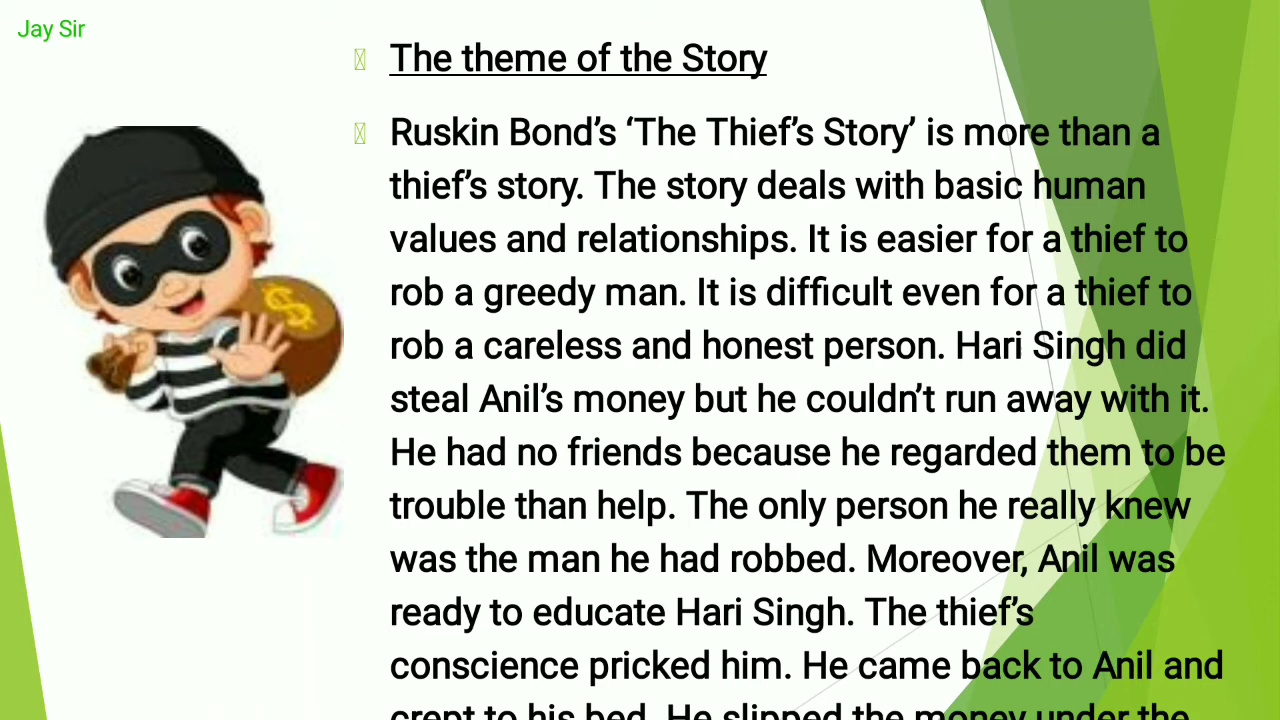 Jay Sir
The theme of the Story
Ruskin Bond’s ‘The Thief’s Story’ is more than a
thief’s story. The story deals with basic human
values and relationships. It is easier for a thief to
rob a greedy man. It is difficult even for a thief to
rob a careless and honest person. Hari Singh did
steal Anil’s money but he couldn’t run away with it.
He had no friends because he regarded them to be
trouble than help. The only person he really knew
was the man he had robbed. Moreover, Anil was
ready to educate Hari Singh. The thief’s
conscience pricked him. He came back to Anil and
crept to his bed. He slipped the money under the